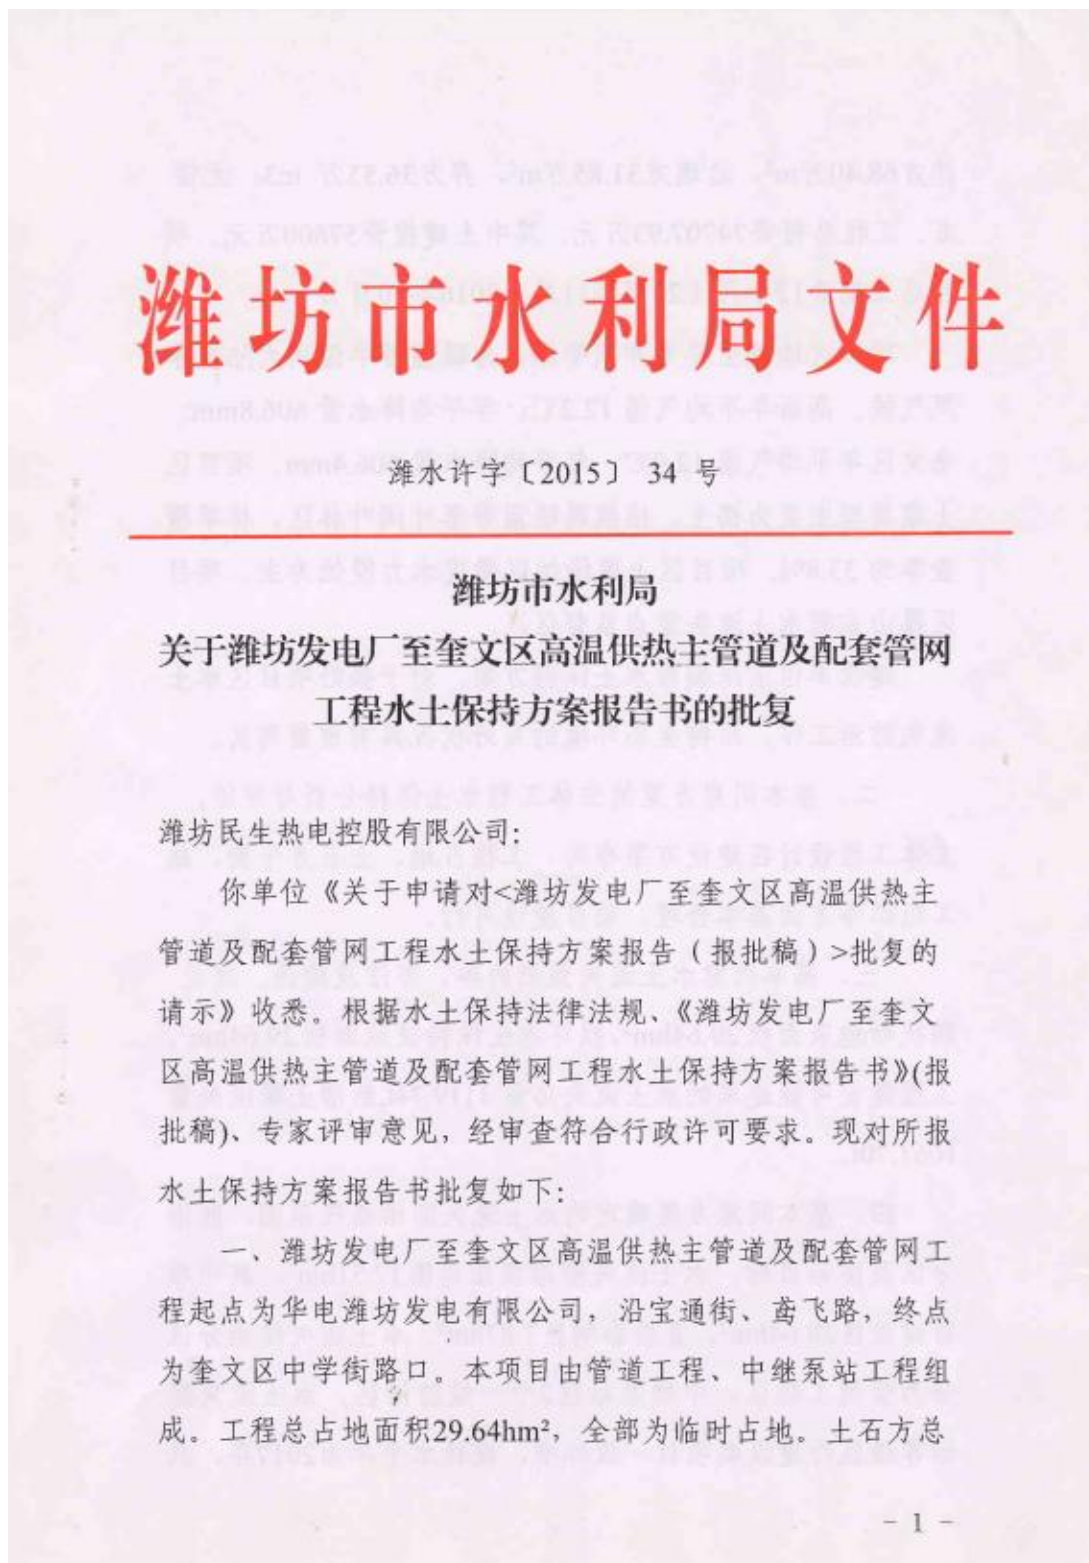 潍坊市水利局文件
潍水许字〔2015〕 34 号
潍坊市水利局
关于潍坊发电厂至奎文区高温供热主管道及配套管网
工程水土保持方案报告书的批复
潍坊民生热电控股有限公司:
你单位《关于申请对<潍坊发电厂至奎文区高温供热主
管道及配套管网工程水土保持方案报告（报批稿）>批复的
请示》收悉。根据水土保持法律法规、《潍坊发电厂至奎文
区高温供热主管道及配套管网工程水土保持方案报告书》(报
批稿)、专家评审意见，经审查符合行政许可要求。现对所报
水土保持方案报告书批复如下:
一、潍坊发电厂至奎文区高温供热主管道及配套管网工
程起点为华电潍坊发电有限公司，沿宝通街、鸢飞路，终点
为奎文区中学街路口。本项目由管道工程、中继泵站工程组
成。工程总占地面积29.64hm²，全部为临时占地。土石方总
- 1 -